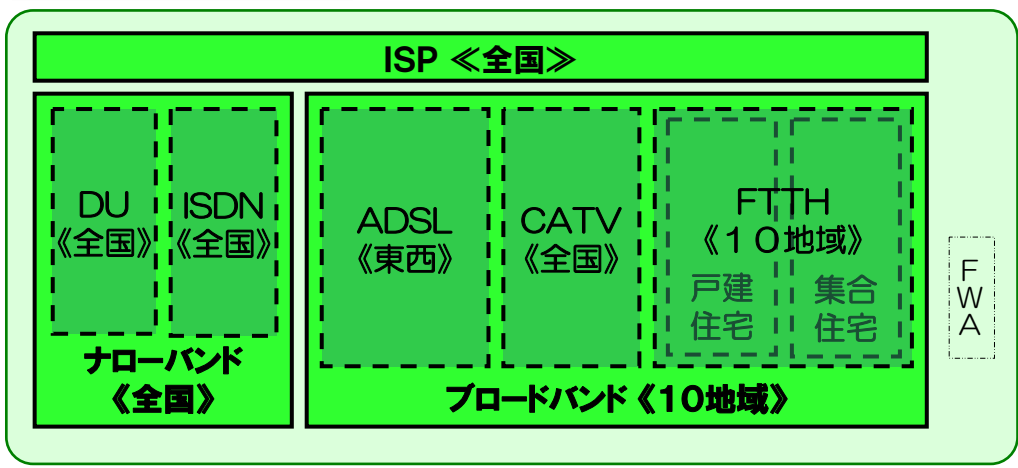 ISP ≪全国≫
DU
《全国》
ISDN
《全国》
ナローバンド
《全国》
ADSL
《東西》
CATV
《全国》
FTTH
《10地域》
戸建
住宅
集合
住宅
ブロードバンド《10地域》
F
W
A